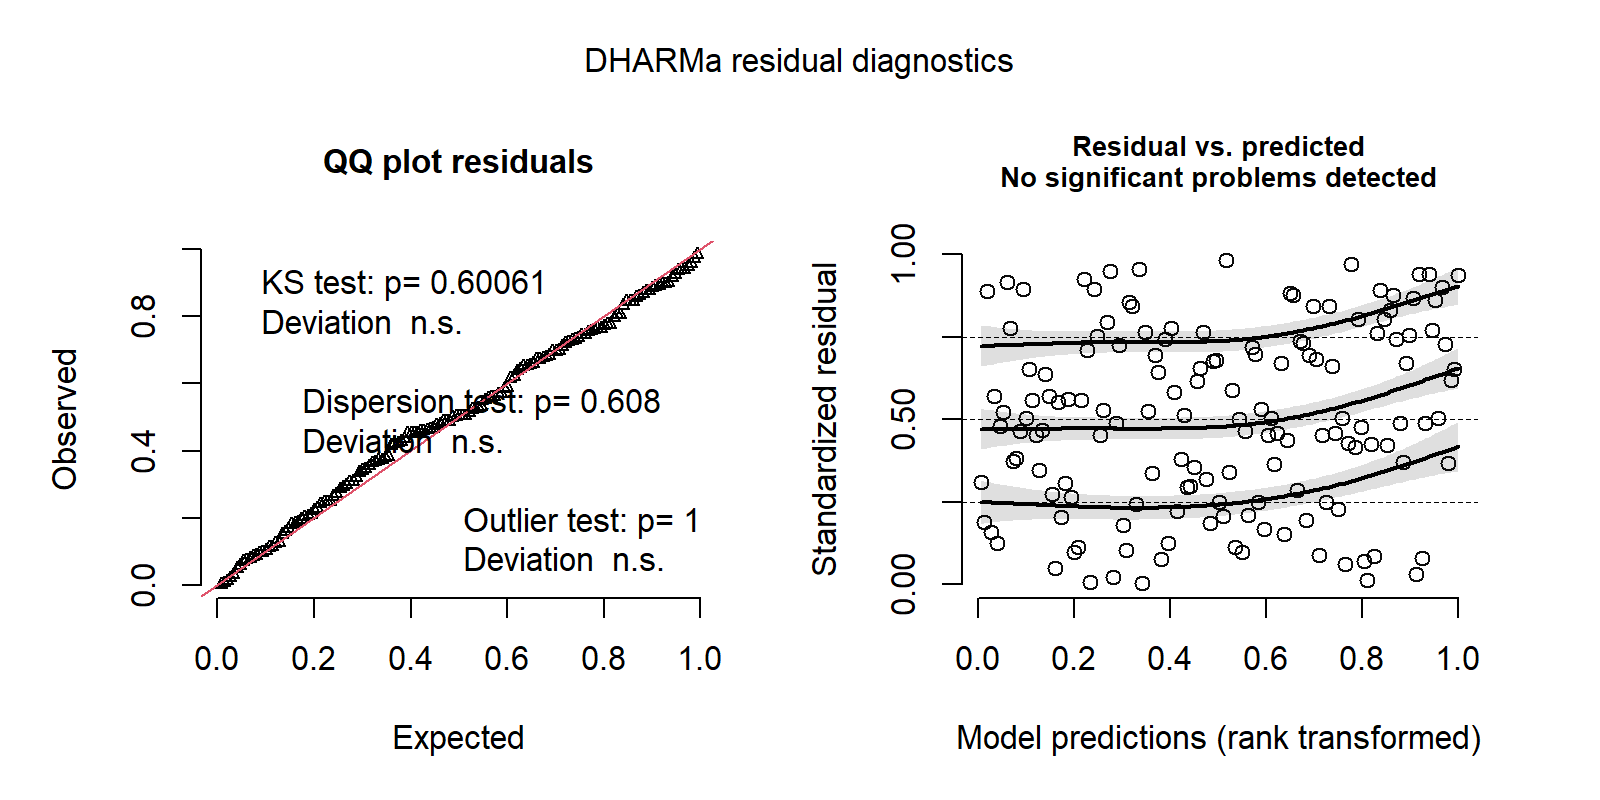 DHARMa residual diagnostics
QQ plot residuals
KS test: p= 0.60061
Deviation  n.s.
Dispersion test: p= 0.608
Deviation  n.s.
Outlier test: p= 1
Deviation  n.s.
Observed
0.0
0.4
0.8
0.0 0.2 0.4 0.6 0.8 1.0
Expected
Residual vs. predicted
No significant problems detected
Standardized residual
0.00
0.50
1.00
0.0 0.2 0.4 0.6 0.8 1.0
Model predictions (rank transformed)